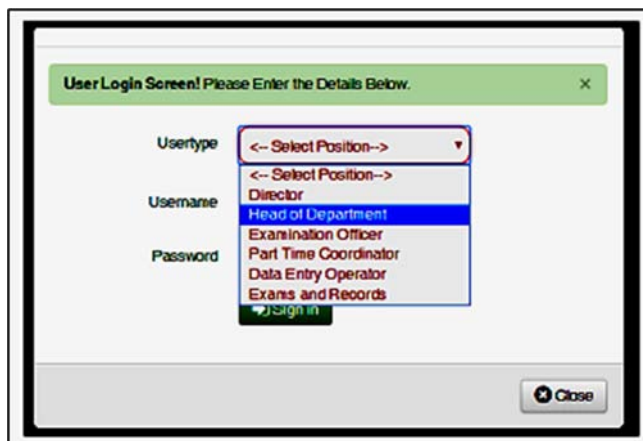 User Login Screen! Please Enter the Details Below. ×
Usertype
<-- Select Position-->
<-- Select Position-->
Director
Username
Head of Department
Examination Officer
Password
Part Time Coordinator
Data Entry Operator
Exams and Records
Sign in
Close